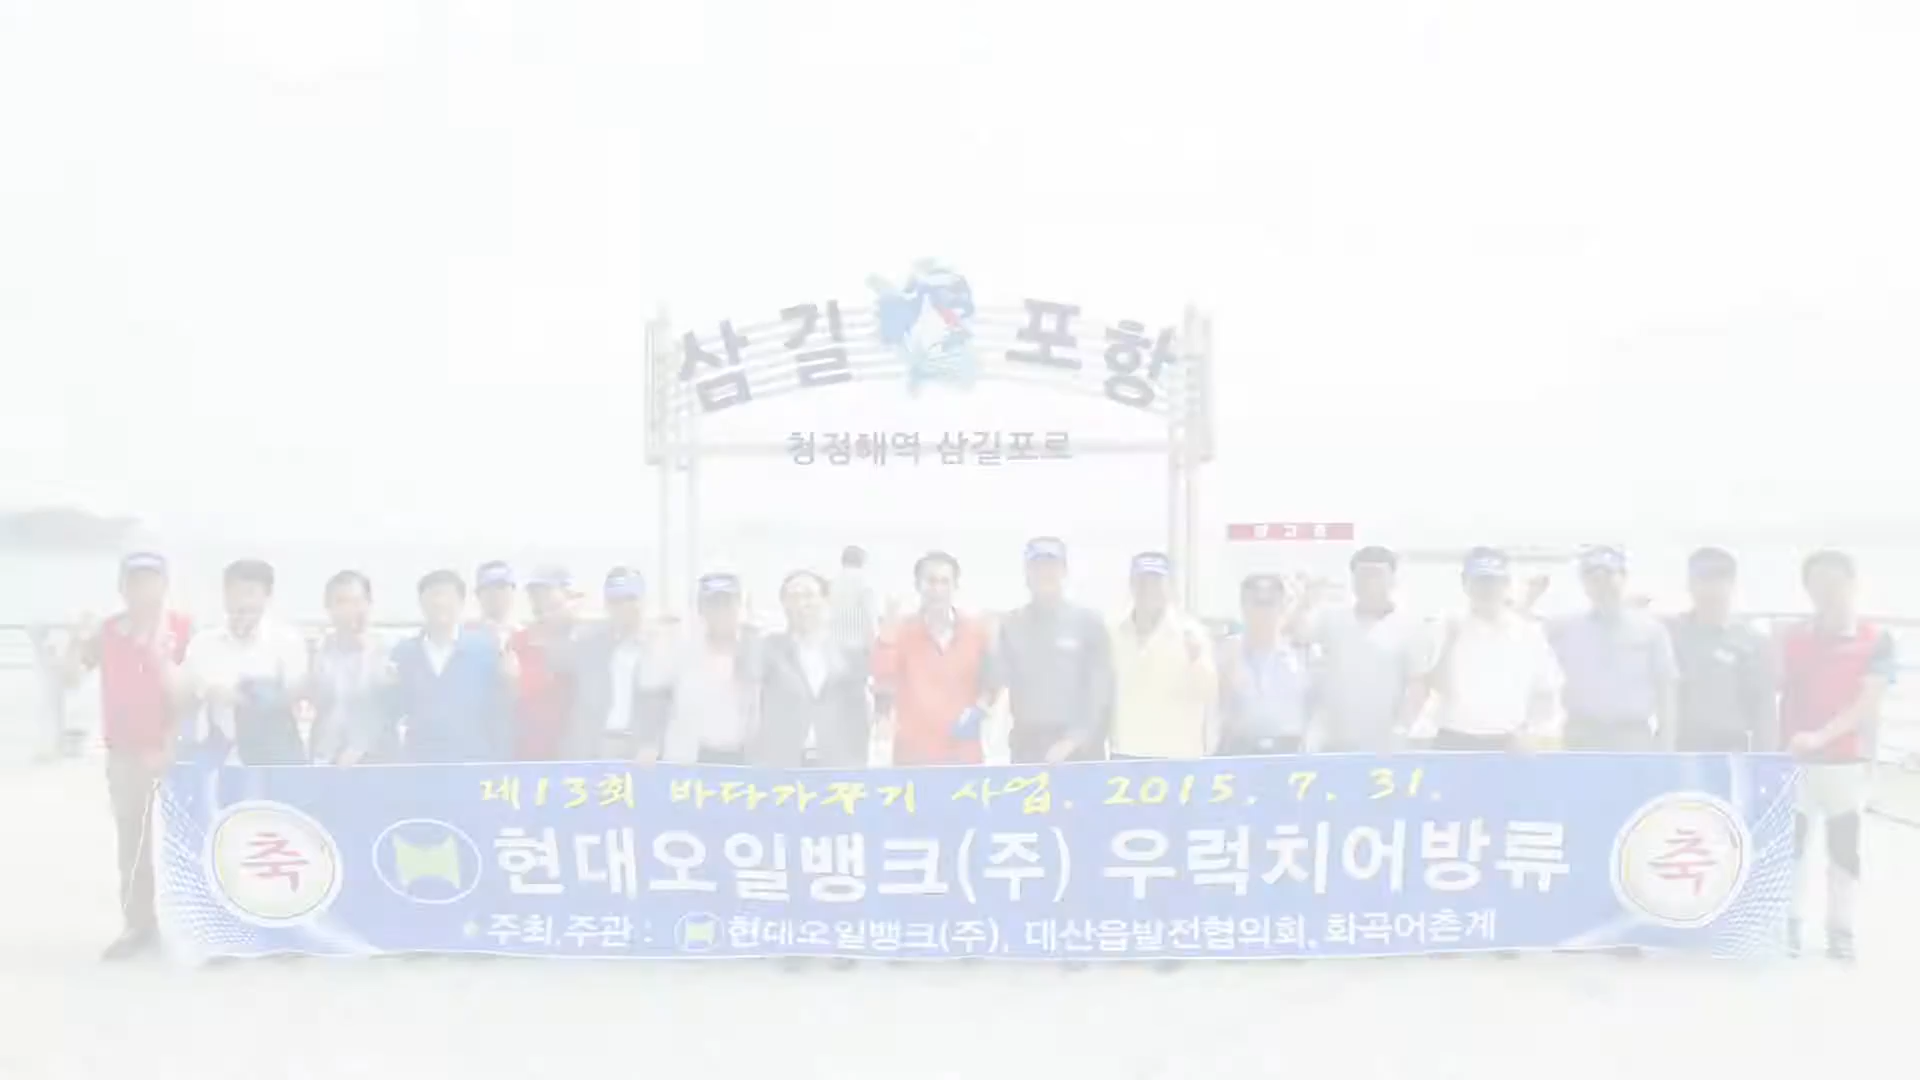 삼길포항
청정해역 삼길포로
광고존
제13회 바다가꾸기 사업. 2015. 7. 31.
축
현대오일뱅크(주) 우럭치어방류
축
주최.주관 : 현대오일뱅크(주), 대산읍발전협의회, 화곡어촌계